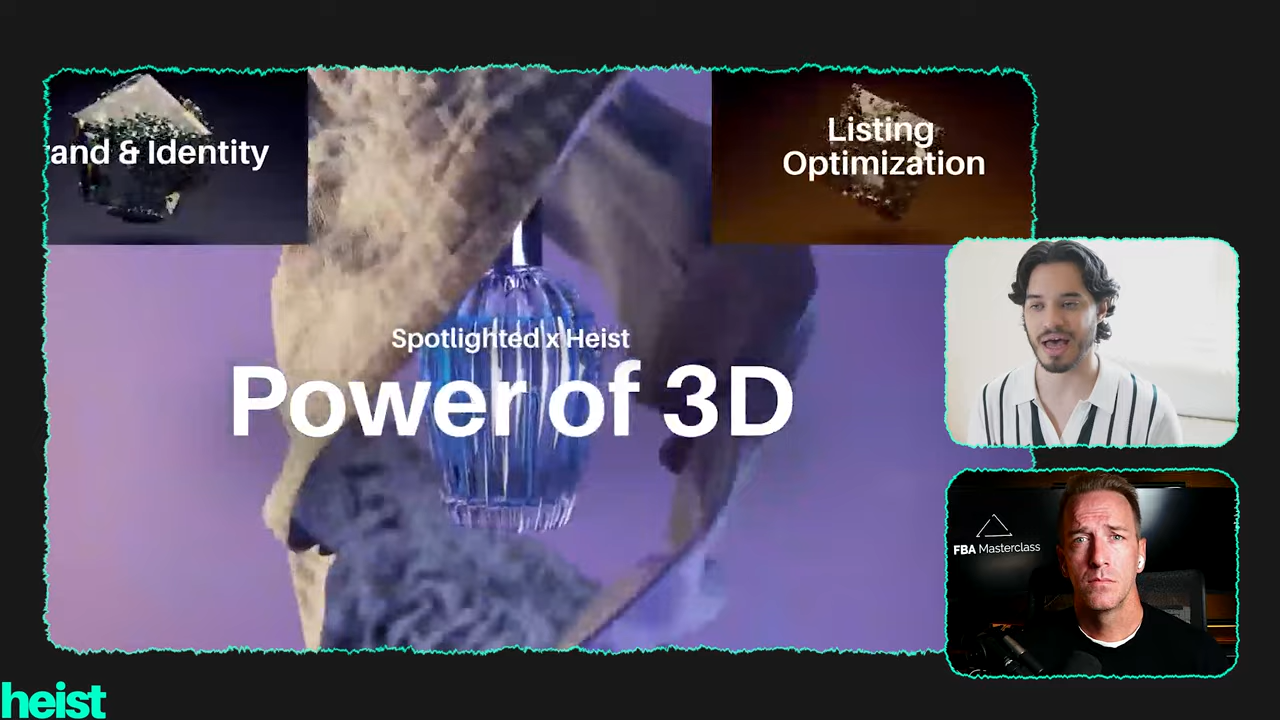 and & Identity
Listing
Optimization
Spotlighted x Heist
Power of 3D
FBA Masterclass
heist